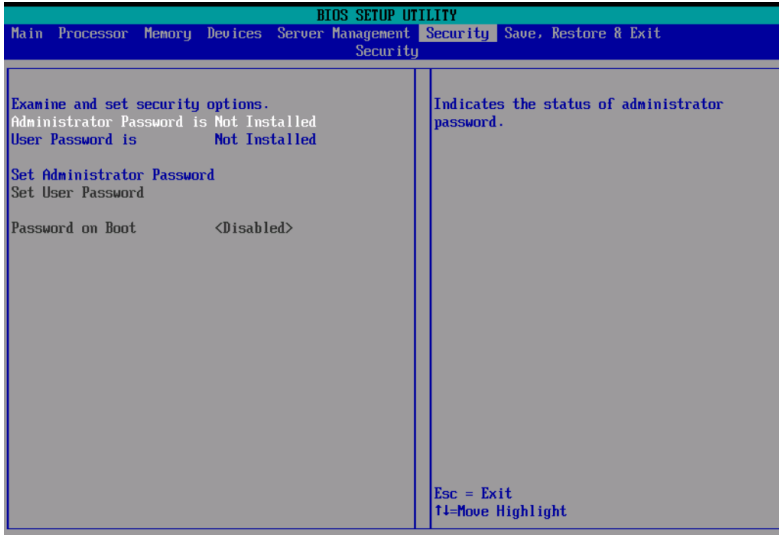 BIOS SETUP UTILITY
Main Processor Memory Devices Server Management Security Save, Restore & Exit
Security
Examine and set security options.
Administrator Password is Not Installed
User Password is Not Installed
Set Administrator Password
Set User Password
Password on Boot <Disabled>
Indicates the status of administrator
password.
Esc = Exit
↑↓=Move Highlight